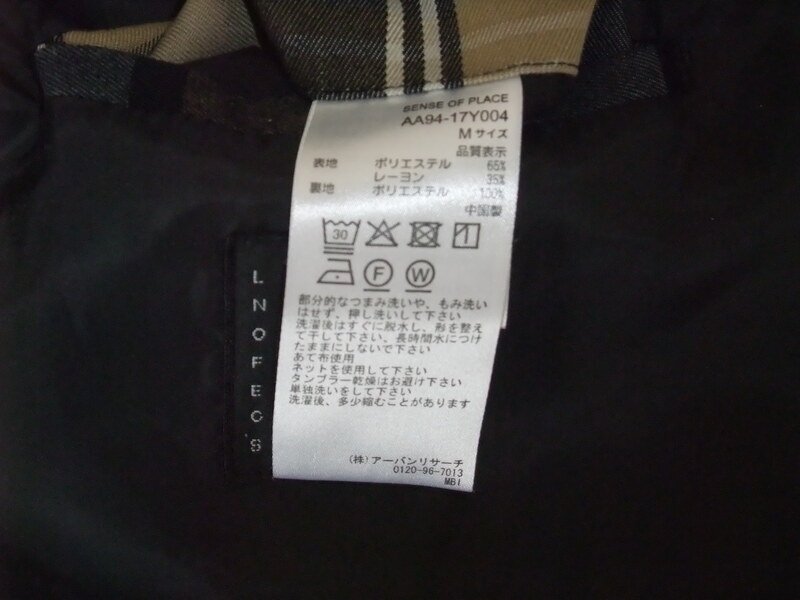 SENSE OF PLACE
AA94-17Y004
Mサイズ
品質表示
表地 ポリエステル 65%
レーヨン 35%
裏地 ポリエステル 100%
中国製
30
F W
部分的なつまみ洗いや、もみ洗い
はせず、押し洗いして下さい
洗濯後はすぐに脱水し、形を整え
て干して下さい、長時間水につけ
たままにしないで下さい
あて布使用
ネットを使用して下さい
タンブラー乾燥はお避け下さい
単独洗いをして下さい
洗濯後、多少縮むことがあります
(株)アーバンリサーチ
0120-96-7013
MB1
L
N
O
F
E
O
S